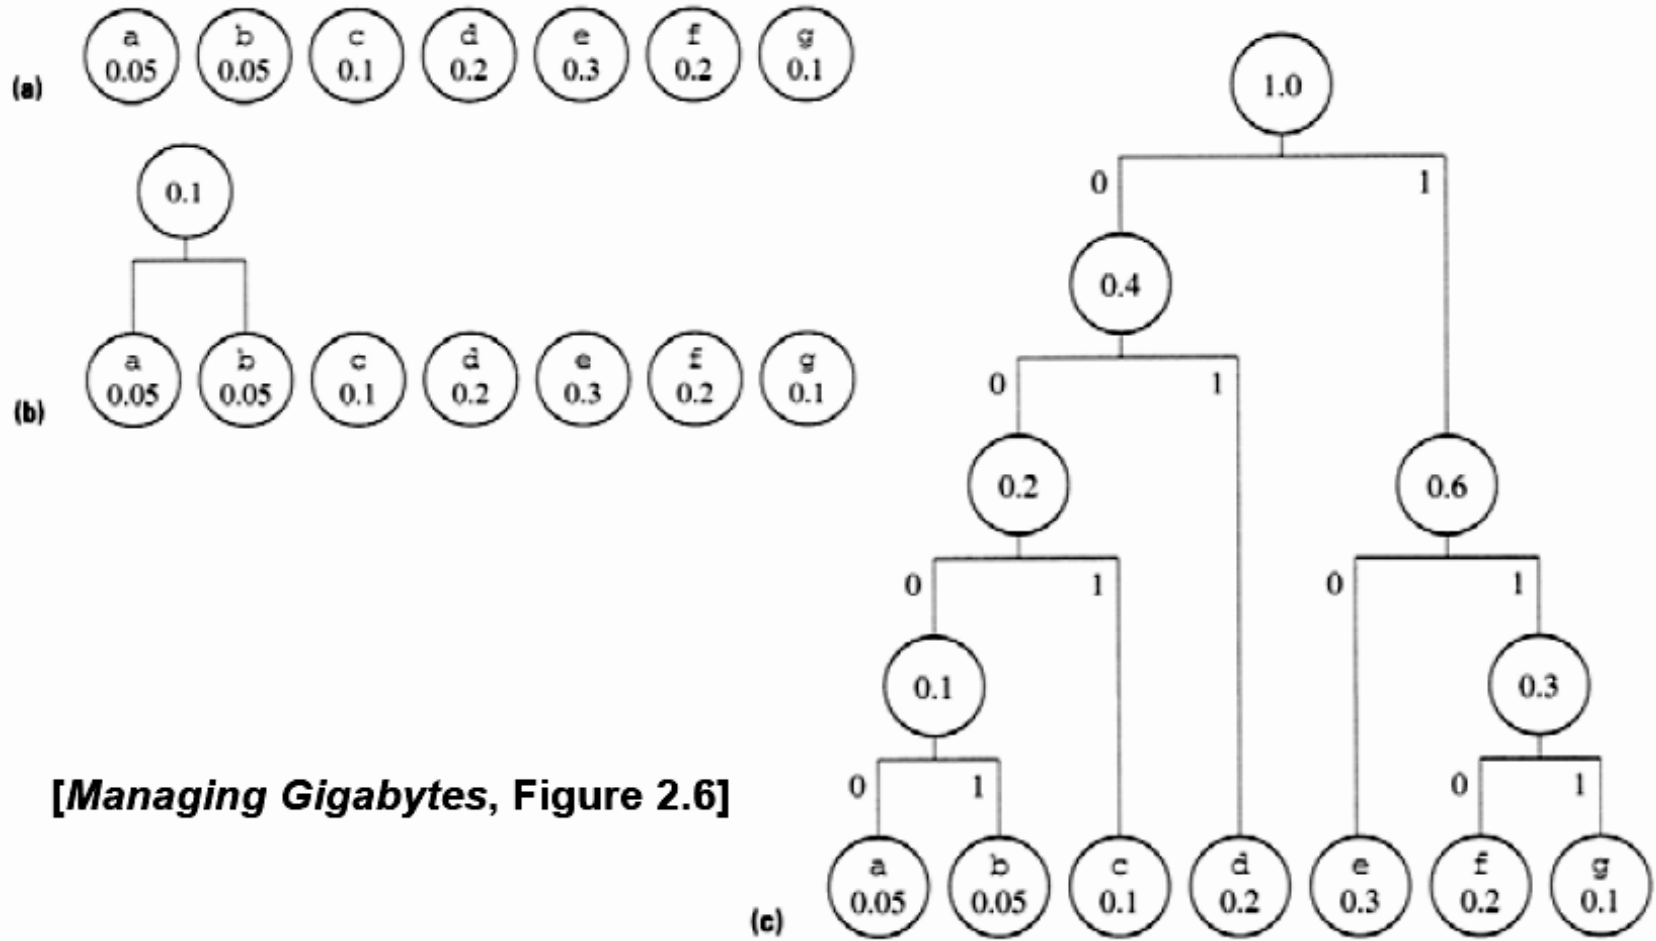 a b c d e f g
0.05 0.05 0.1 0.2 0.3 0.2 0.1
(a)
0.1
a b c d e f g
0.05 0.05 0.1 0.2 0.3 0.2 0.1
(b)
[Managing Gigabytes, Figure 2.6]
1.0
0 1
0.4
0 1
0.2 0.6
0 1 0 1
0.1 0.3
0 1 0 1
a b c d e f g
0.05 0.05 0.1 0.2 0.3 0.2 0.1
(c)